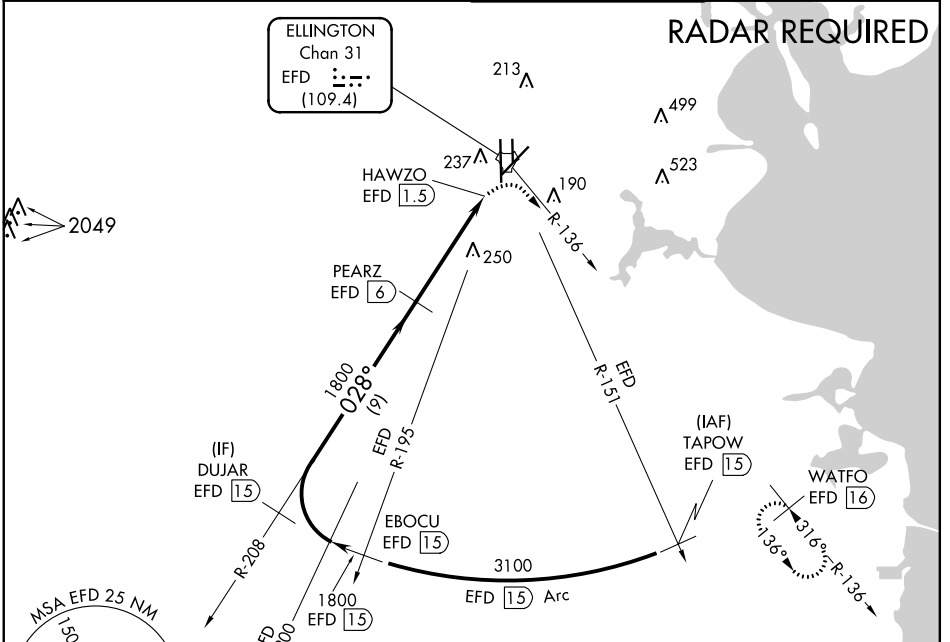 RADAR REQUIRED
ELLINGTON
Chan 31
EFD
(109.4)
213
499
523
237
190
HAWZO
EFD 1.5
R-136
2049
250
PEARZ
EFD 6
1800
028°
(9)
EFD
R-195
EFD
R-151
(IAF)
TAPOW
EFD 15
(IF)
DUJAR
EFD 15
WATFO
EFD 16
316°
136°
R-136
EBOCU
EFD 15
R-208
3100
EFD 15 Arc
1800
EFD 15
MSA EFD 25 NM